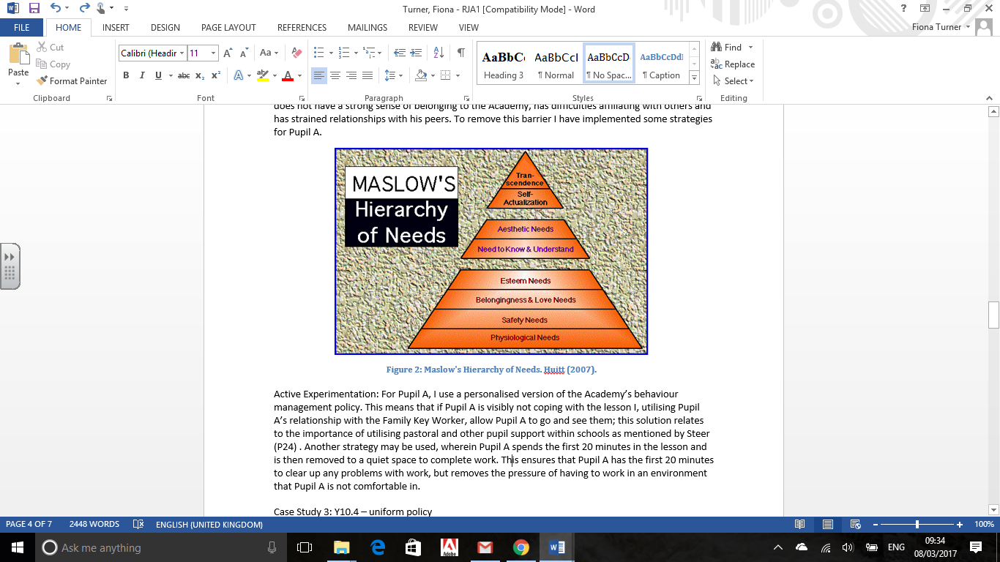 Turner, Fiona - RJA1 [Compatibility Mode] - Word
FILE
HOME
INSERT
DESIGN
PAGE LAYOUT
REFERENCES
MAILINGS
REVIEW
VIEW
Fiona Turner
Paste
Cut
Copy
Format Painter
Clipboard
Calibri (Headir
11
Font
Paragraph
AaBbCc
Heading 3
AaBbCcI
¶ Normal
AaBbCcD
¶ No Spac...
AaBbCcDdI
¶ Caption
Styles
Find
Replace
Select
Editing
does not have a strong sense of belonging to the Academy, has difficulties affiliating with others and
has strained relationships with his peers. To remove this barrier I have implemented some strategies
for Pupil A.
MASLOW'S
Hierarchy
of Needs
Tran-
scendence
Self-
Actualization
Aesthetic Needs
Need to Know & Understand
Esteem Needs
Belongingness & Love Needs
Safety Needs
Physiological Needs
Figure 2: Maslow's Hierarchy of Needs. Huitt (2007).
Active Experimentation: For Pupil A, I use a personalised version of the Academy's behaviour
management policy. This means that if Pupil A is visibly not coping with the lesson I, utilising Pupil
A's relationship with the Family Key Worker, allow Pupil A to go and see them; this solution relates
to the importance of utilising pastoral and other pupil support within schools as mentioned by Steer
(P24) . Another strategy may be used, wherein Pupil A spends the first 20 minutes in the lesson and
is then removed to a quiet space to complete work. This ensures that Pupil A has the first 20 minutes
to clear up any problems with work, but removes the pressure of having to work in an environment
that Pupil A is not comfortable in.
Case Study 3: Y10.4 – uniform policy
PAGE 4 OF 7
2448 WORDS
ENGLISH (UNITED KINGDOM)
100%
Ask me anything
Adobe
ENG
09:34
08/03/2017